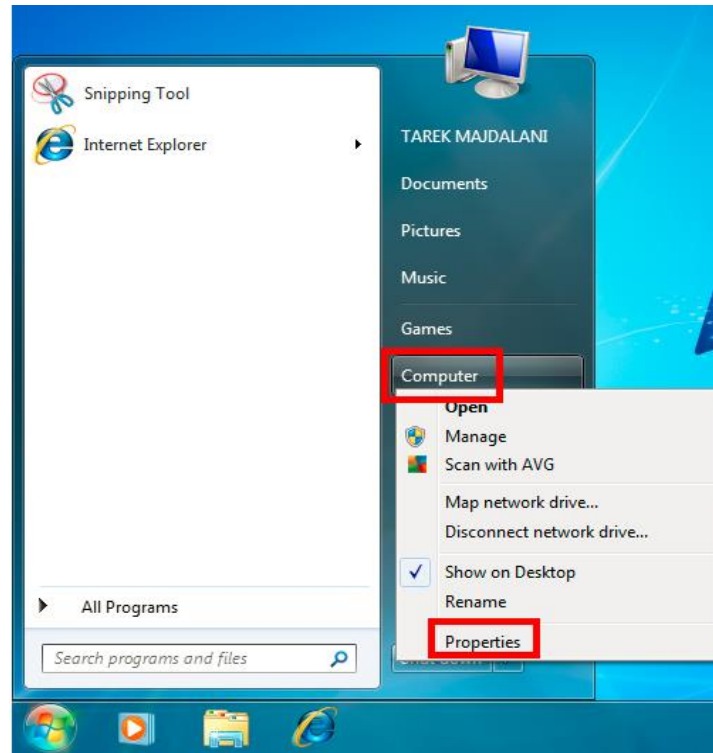 Snipping Tool
Internet Explorer
All Programs
Search programs and files
TAREK MAJDALANI
Documents
Pictures
Music
Games
Computer
Open
Manage
Scan with AVG
Map network drive...
Disconnect network drive...
Show on Desktop
Rename
Properties